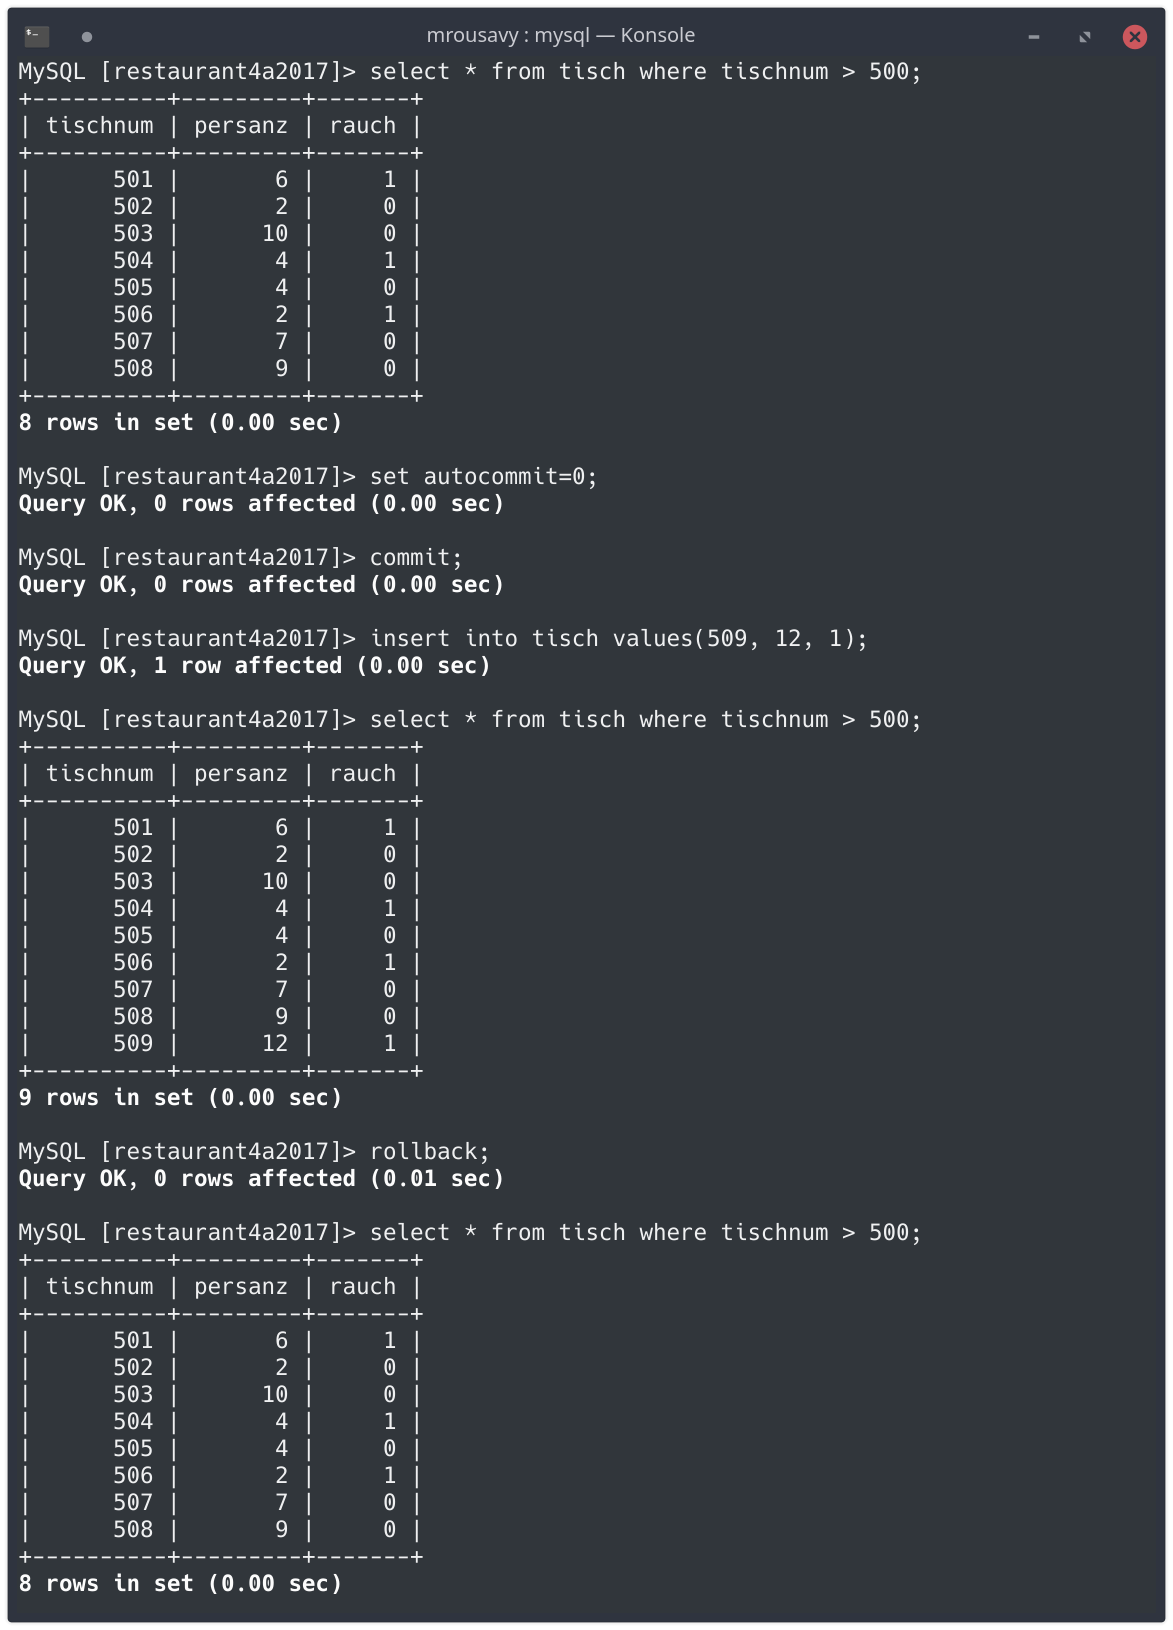 mrousavy : mysql — Konsole
MySQL [restaurant4a2017]> select * from tisch where tischnum > 500;
+----------+---------+-------+
| tischnum | persanz | rauch |
+----------+---------+-------+
|      501 |       6 |     1 |
|      502 |       2 |     0 |
|      503 |      10 |     0 |
|      504 |       4 |     1 |
|      505 |       4 |     0 |
|      506 |       2 |     1 |
|      507 |       7 |     0 |
|      508 |       9 |     0 |
+----------+---------+-------+
8 rows in set (0.00 sec)

MySQL [restaurant4a2017]> set autocommit=0;
Query OK, 0 rows affected (0.00 sec)

MySQL [restaurant4a2017]> commit;
Query OK, 0 rows affected (0.00 sec)

MySQL [restaurant4a2017]> insert into tisch values(509, 12, 1);
Query OK, 1 row affected (0.00 sec)

MySQL [restaurant4a2017]> select * from tisch where tischnum > 500;
+----------+---------+-------+
| tischnum | persanz | rauch |
+----------+---------+-------+
|      501 |       6 |     1 |
|      502 |       2 |     0 |
|      503 |      10 |     0 |
|      504 |       4 |     1 |
|      505 |       4 |     0 |
|      506 |       2 |     1 |
|      507 |       7 |     0 |
|      508 |       9 |     0 |
|      509 |      12 |     1 |
+----------+---------+-------+
9 rows in set (0.00 sec)

MySQL [restaurant4a2017]> rollback;
Query OK, 0 rows affected (0.01 sec)

MySQL [restaurant4a2017]> select * from tisch where tischnum > 500;
+----------+---------+-------+
| tischnum | persanz | rauch |
+----------+---------+-------+
|      501 |       6 |     1 |
|      502 |       2 |     0 |
|      503 |      10 |     0 |
|      504 |       4 |     1 |
|      505 |       4 |     0 |
|      506 |       2 |     1 |
|      507 |       7 |     0 |
|      508 |       9 |     0 |
+----------+---------+-------+
8 rows in set (0.00 sec)